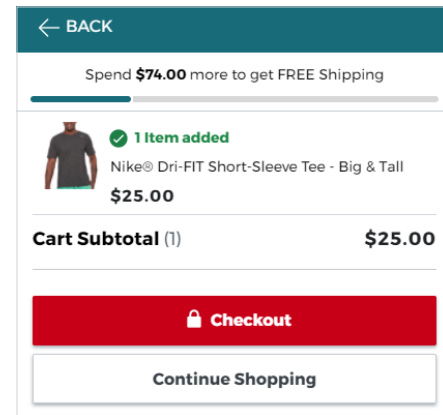 BACK
Spend $74.00 more to get FREE Shipping
1 Item added
Nike® Dri-FIT Short-Sleeve Tee - Big & Tall
$25.00
Cart Subtotal (1) $25.00
Checkout
Continue Shopping